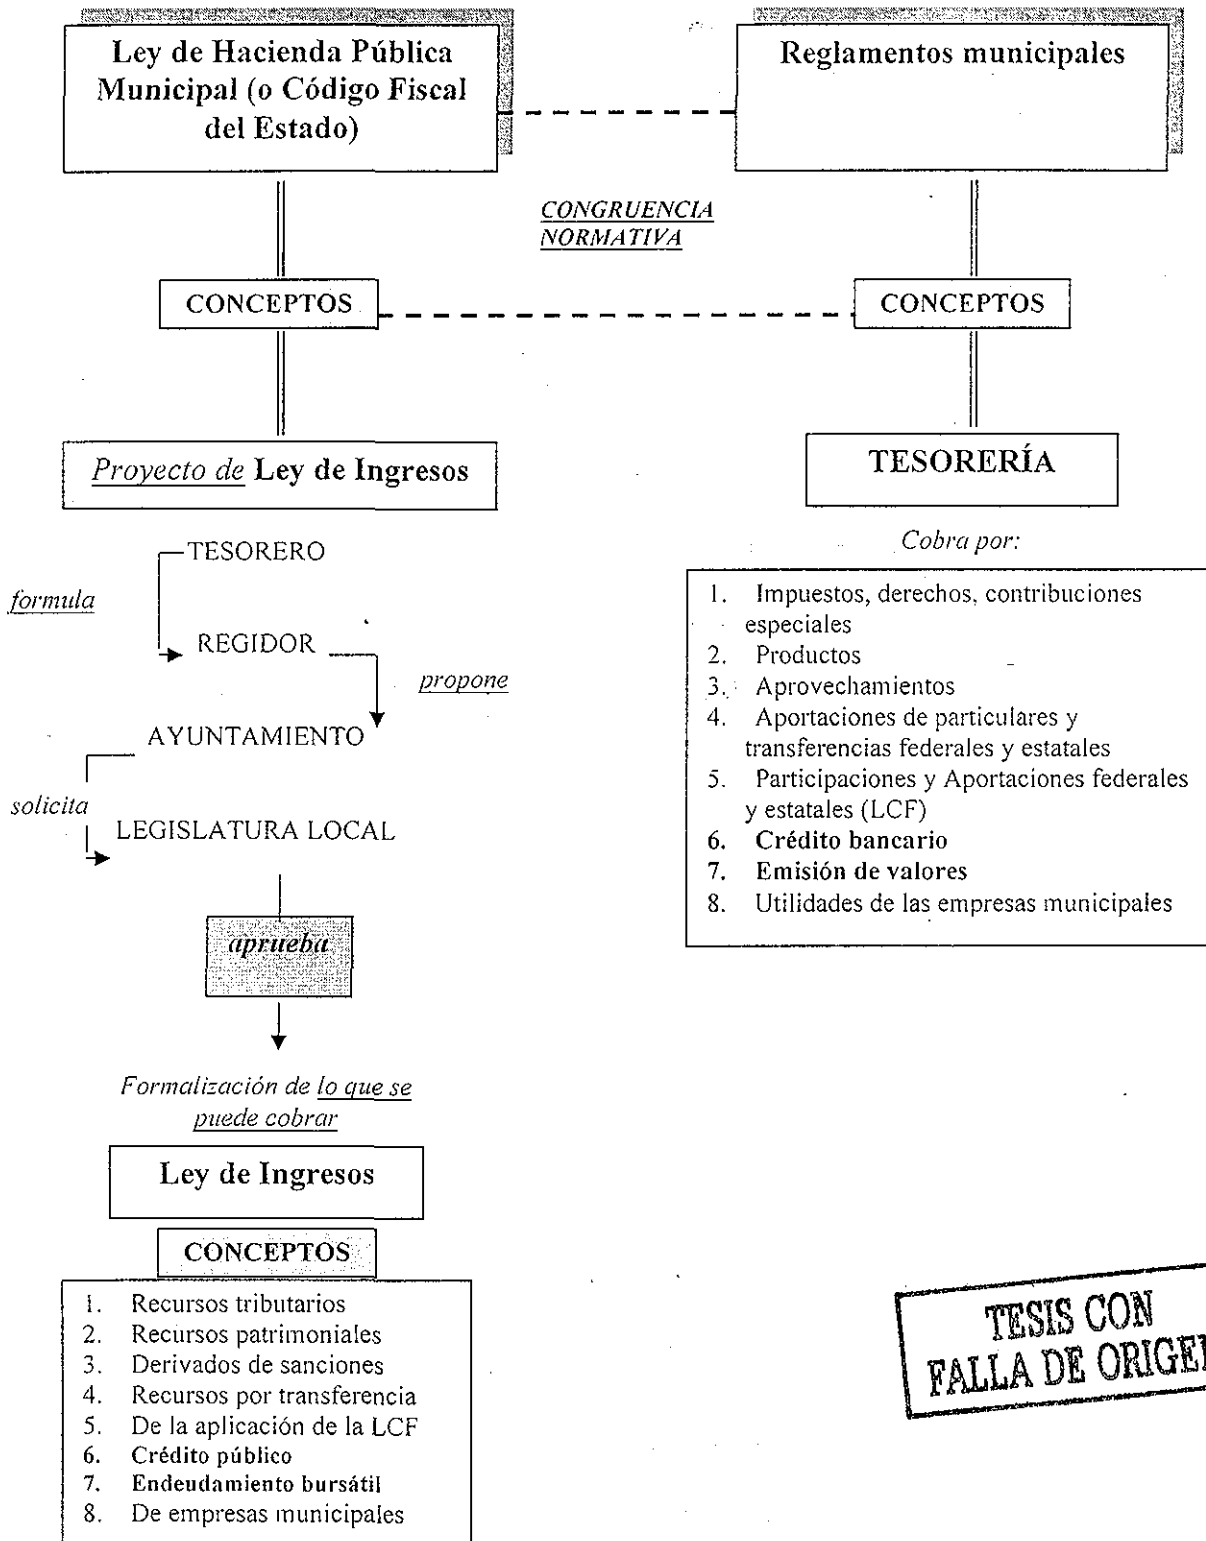 Ley de Hacienda Pública
Municipal (o Código Fiscal
del Estado)
Reglamentos municipales
CONGRUENCIA
NORMATIVA
CONCEPTOS
CONCEPTOS
Proyecto de Ley de Ingresos
TESORERÍA
TESORERO
formula
REGIDOR
propone
AYUNTAMIENTO
solicita
LEGISLATURA LOCAL
aprueba
Formalización de lo que se
puede cobrar
Ley de Ingresos
CONCEPTOS
1. Recursos tributarios
2. Recursos patrimoniales
3. Derivados de sanciones
4. Recursos por transferencia
5. De la aplicación de la LCF
6. Crédito público
7. Endeudamiento bursátil
8. De empresas municipales
Cobra por:
1. Impuestos, derechos, contribuciones
especiales
2. Productos
3. Aprovechamientos
4. Aportaciones de particulares y
transferencias federales y estatales
5. Participaciones y Aportaciones federales
y estatales (LCF)
6. Crédito bancario
7. Emisión de valores
8. Utilidades de las empresas municipales
TESIS CON
FALLA DE ORIGEN